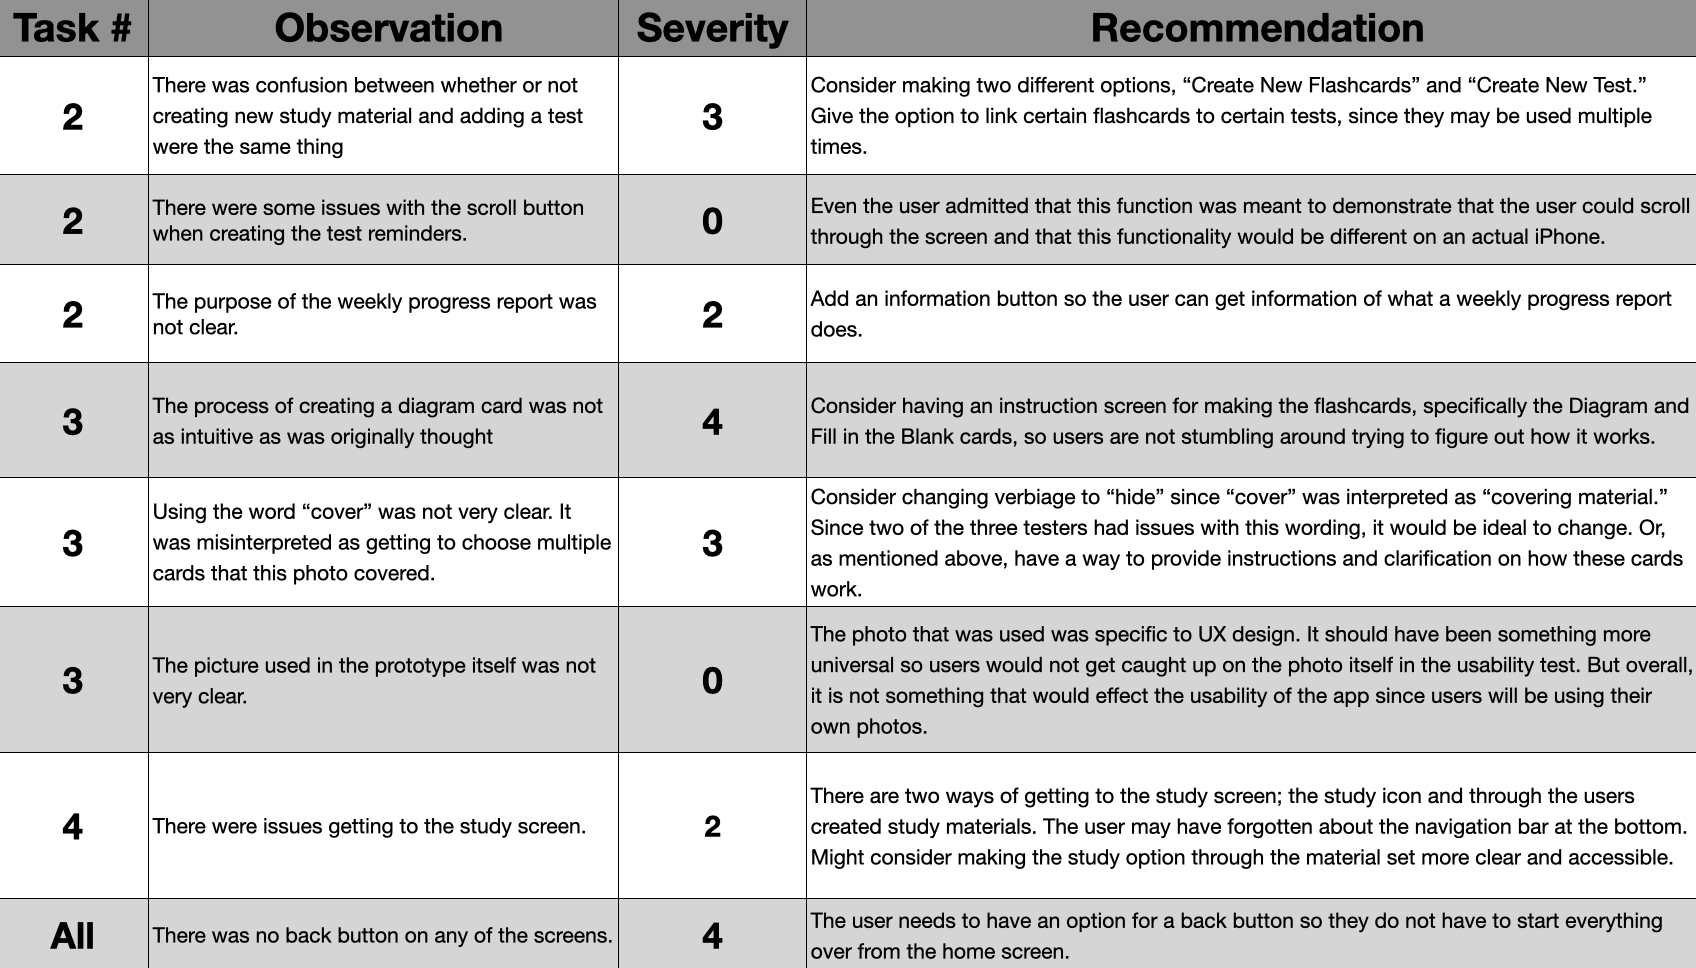 Task # Observation Severity Recommendation
There was confusion between whether or not
creating new study material and adding a test
were the same thing
2
3
Consider making two different options, “Create New Flashcards” and “Create New Test.”
Give the option to link certain flashcards to certain tests, since they may be used multiple
times.
2
There were some issues with the scroll button
when creating the test reminders.
0
Even the user admitted that this function was meant to demonstrate that the user could scroll
through the screen and that this functionality would be different on an actual iPhone.
2
The purpose of the weekly progress report was
not clear.
2
Add an information button so the user can get information of what a weekly progress report
does.
3
The process of creating a diagram card was not
as intuitive as was originally thought
4
Consider having an instruction screen for making the flashcards, specifically the Diagram and
Fill in the Blank cards, so users are not stumbling around trying to figure out how it works.
3
Using the word “cover” was not very clear. It
was misinterpreted as getting to choose multiple
cards that this photo covered.
3
Consider changing verbiage to “hide” since “cover” was interpreted as “covering material.”
Since two of the three testers had issues with this wording, it would be ideal to change. Or,
as mentioned above, have a way to provide instructions and clarification on how these cards
work.
3
The picture used in the prototype itself was not
very clear.
0
The photo that was used was specific to UX design. It should have been something more
universal so users would not get caught up on the photo itself in the usability test. But overall,
it is not something that would effect the usability of the app since users will be using their
own photos.
4
There were issues getting to the study screen.
2
There are two ways of getting to the study screen; the study icon and through the users
created study materials. The user may have forgotten about the navigation bar at the bottom.
Might consider making the study option through the material set more clear and accessible.
All
There was no back button on any of the screens.
4
The user needs to have an option for a back button so they do not have to start everything
over from the home screen.